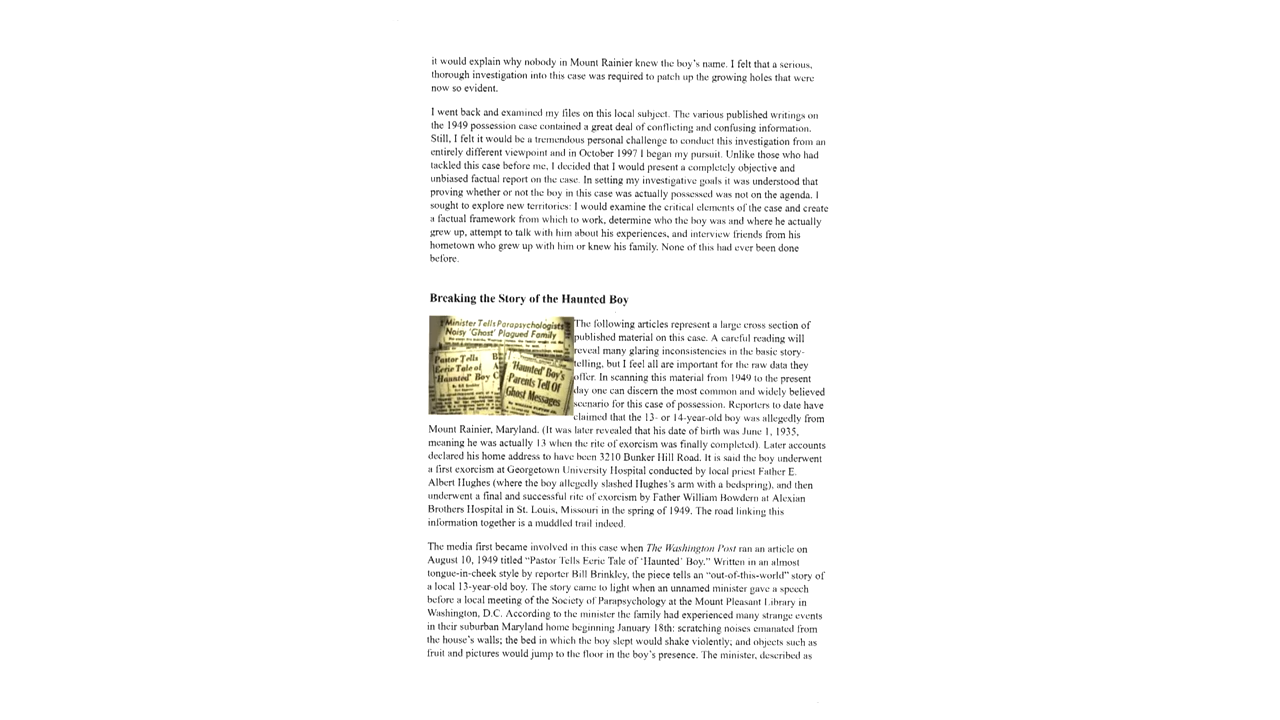 it would explain why nobody in Mount Rainier knew the boy's name. I felt that a serious,
thorough investigation into this case was required to patch up the growing holes that were
now so evident.
I went back and examined my files on this local subject. The various published writings on
the 1949 possession case contained a great deal of conflicting and confusing information.
Still, I felt it would be a tremendous personal challenge to conduct this investigation from an
entirely different viewpoint and in October 1997 I began my pursuit. Unlike those who had
tackled this case before me, I decided that I would present a completely objective and
unbiased factual report on the case. In setting my investigative goals it was understood that
proving whether or not the boy in this case was actually possessed was not on the agenda. I
sought to explore new territories: I would examine the critical elements of the case and create
a factual framework from which to work, determine who the boy was and where he actually
grew up, attempt to talk with him about his experiences, and interview friends from his
hometown who grew up with him or knew his family. None of this had ever been done
before.
Breaking the Story of the Haunted Boy
Minister Tells Parapsychologists
Noisy 'Ghost' Plagued Family
Pastor Tells
Eerie Tale of
'Haunted' Boy
'Haunted' Boy's
Parents Tell Of
Ghost Messages
The following articles represent a large cross section of
published material on this case. A careful reading will
reveal many glaring inconsistencies in the basic story-
telling, but I feel all are important for the raw data they
offer. In scanning this material from 1949 to the present
day one can discern the most common and widely believed
scenario for this case of possession. Reporters to date have
claimed that the 13- or 14-year-old boy was allegedly from
Mount Rainier, Maryland. (It was later revealed that his date of birth was June 1, 1935,
meaning he was actually 13 when the rite of exorcism was finally completed). Later accounts
declared his home address to have been 3210 Bunker Hill Road. It is said the boy underwent
a first exorcism at Georgetown University Hospital conducted by local priest Father E.
Albert Hughes (where the boy allegedly slashed Hughes's arm with a bedspring), and then
underwent a final and successful rite of exorcism by Father William Bowdern at Alexian
Brothers Hospital in St. Louis, Missouri in the spring of 1949. The road linking this
information together is a muddled trail indeed.
The media first became involved in this case when The Washington Post ran an article on
August 10, 1949 titled "Pastor Tells Eerie Tale of 'Haunted' Boy." Written in an almost
tongue-in-cheek style by reporter Bill Brinkley, the piece tells an "out-of-this-world" story of
a local 13-year-old boy. The story came to light when an unnamed minister gave a speech
before a local meeting of the Society of Parapsychology at the Mount Pleasant Library in
Washington, D.C. According to the minister the family had experienced many strange events
in their suburban Maryland home beginning January 18th: scratching noises emanated from
the house's walls; the bed in which the boy slept would shake violently; and objects such as
fruit and pictures would jump to the floor in the boy's presence. The minister, described as